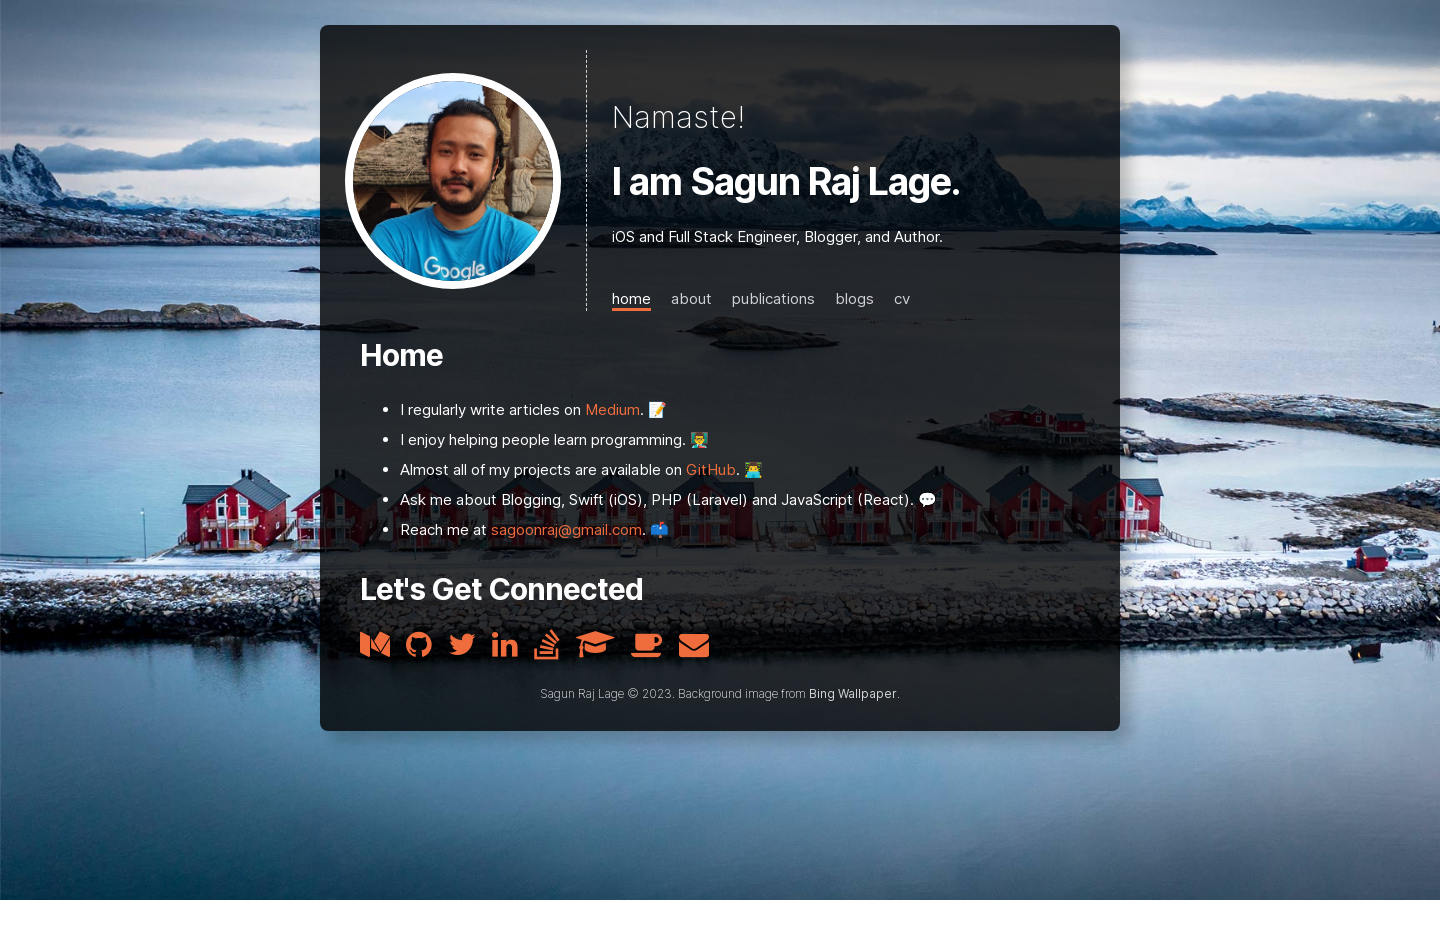 Namaste!
I am Sagun Raj Lage.
iOS and Full Stack Engineer, Blogger, and Author.
home about publications blogs cv
Google
Home
I regularly write articles on Medium. 📝
I enjoy helping people learn programming. 👨‍🏫
Almost all of my projects are available on GitHub. 👨‍💻
Ask me about Blogging, Swift (iOS), PHP (Laravel) and JavaScript (React). 💬
Reach me at sagoonraj@gmail.com. 📫
Let's Get Connected
Sagun Raj Lage © 2023. Background image from Bing Wallpaper.